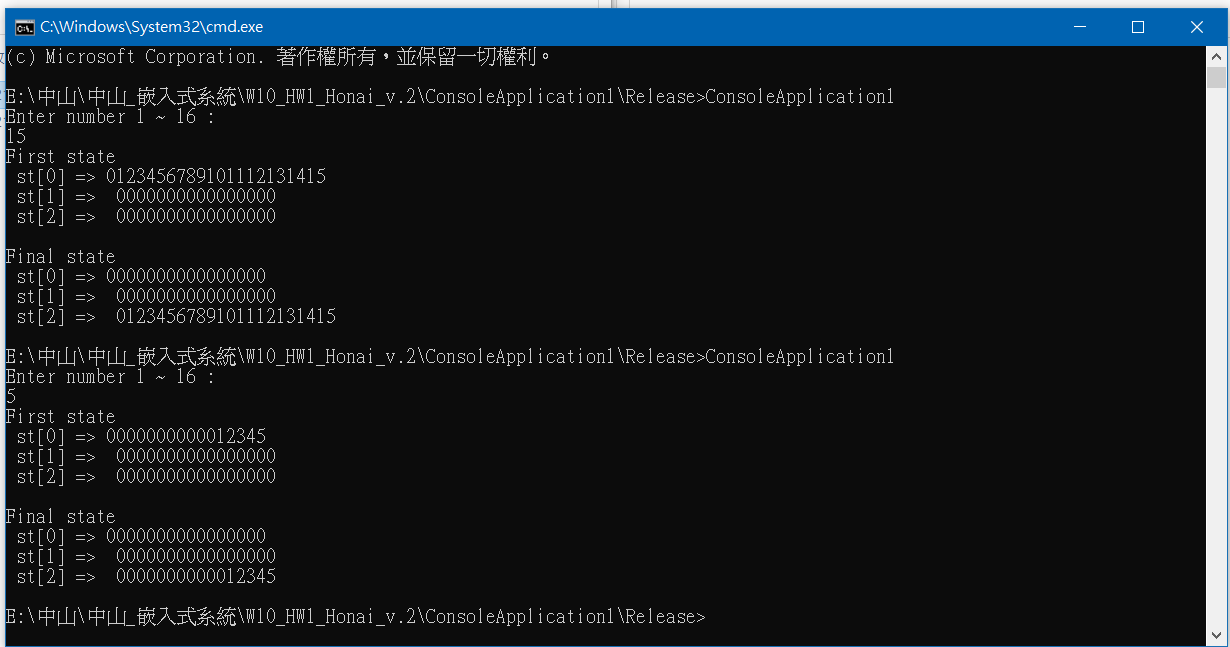 C:\Windows\System32\cmd.exe
(c) Microsoft Corporation. 著作權所有，並保留一切權利。
E:\中山\中山_嵌入式系統\W10_HW1_Honai_v.2\ConsoleApplication1\Release>ConsoleApplication1
Enter number 1 ~ 16 :
15
First state
st[0] => 0123456789101112131415
st[1] =>  0000000000000000
st[2] =>  0000000000000000
Final state
st[0] => 0000000000000000
st[1] =>  0000000000000000
st[2] =>  0123456789101112131415
E:\中山\中山_嵌入式系統\W10_HW1_Honai_v.2\ConsoleApplication1\Release>ConsoleApplication1
Enter number 1 ~ 16 :
5
First state
st[0] => 0000000000012345
st[1] =>  0000000000000000
st[2] =>  0000000000000000
Final state
st[0] => 0000000000000000
st[1] =>  0000000000000000
st[2] =>  0000000000012345
E:\中山\中山_嵌入式系統\W10_HW1_Honai_v.2\ConsoleApplication1\Release>